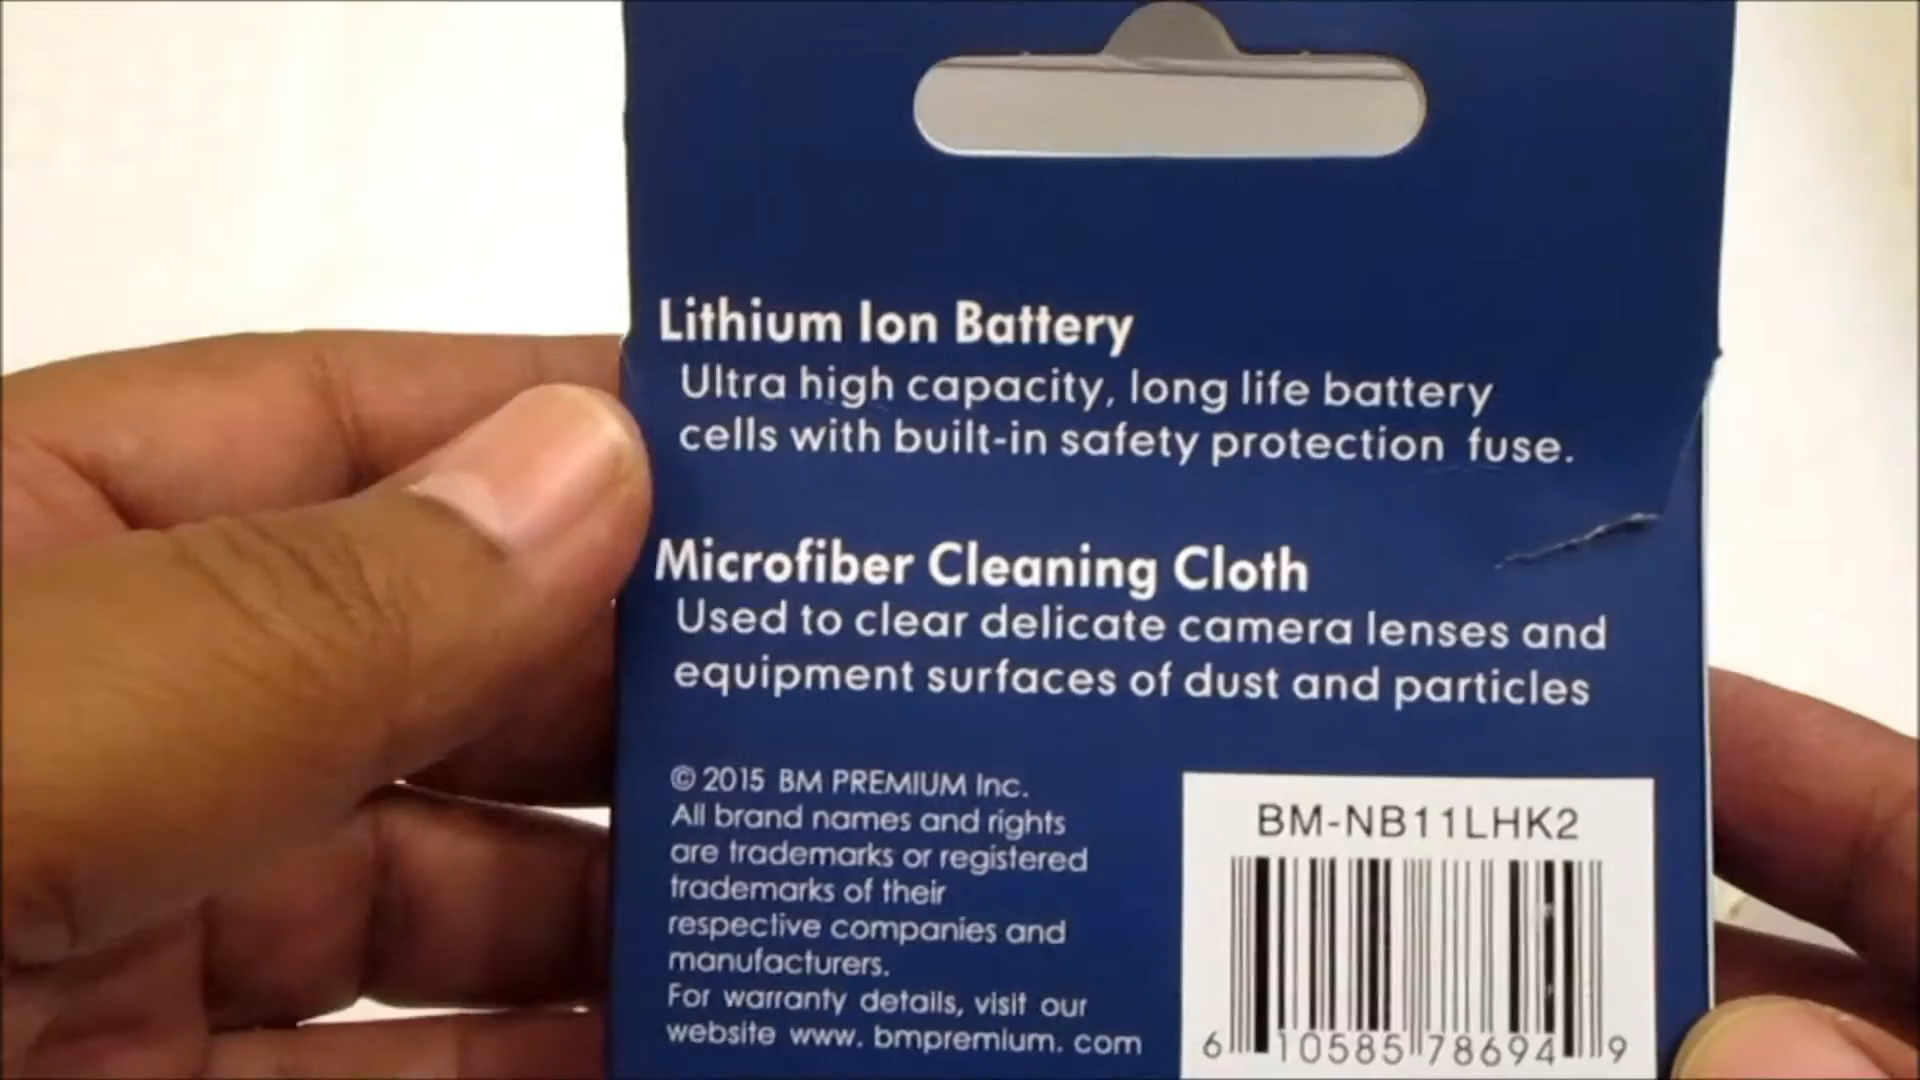 Lithium Ion Battery
Ultra high capacity, long life battery
cells with built-in safety protection fuse.
Microfiber Cleaning Cloth
Used to clear delicate camera lenses and
equipment surfaces of dust and particles
© 2015 BM PREMIUM Inc.
All brand names and rights
are trademarks or registered
trademarks of their
respective companies and
manufacturers.
For warranty details, visit our
website www. bmpremium. com
BM-NB11LHK2
6 10585 78694 9